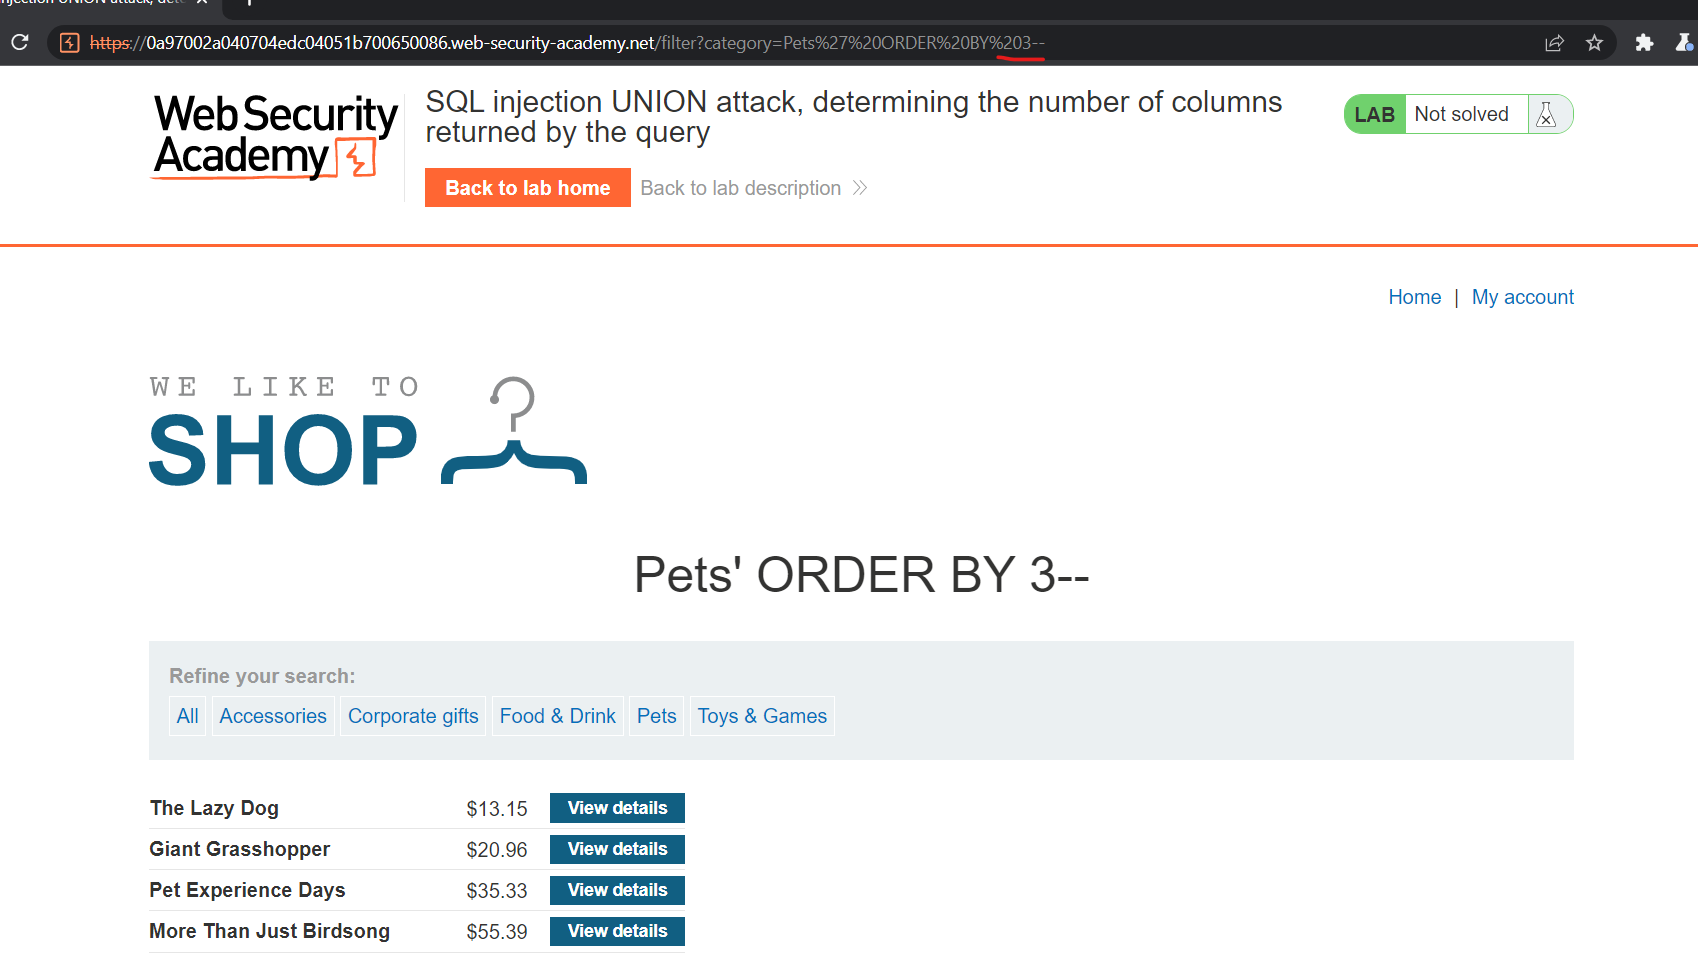 njection UNION attack, dete
https://0a97002a040704edc04051b700650086.web-security-academy.net/filter?category=Pets%27%20ORDER%20BY%203--
Web Security
Academy
SQL injection UNION attack, determining the number of columns
returned by the query
LAB Not solved
Back to lab home Back to lab description
Home | My account
WE LIKE TO
SHOP
Pets' ORDER BY 3--
Refine your search:
All Accessories Corporate gifts Food & Drink Pets Toys & Games
The Lazy Dog $13.15 View details
Giant Grasshopper $20.96 View details
Pet Experience Days $35.33 View details
More Than Just Birdsong $55.39 View details